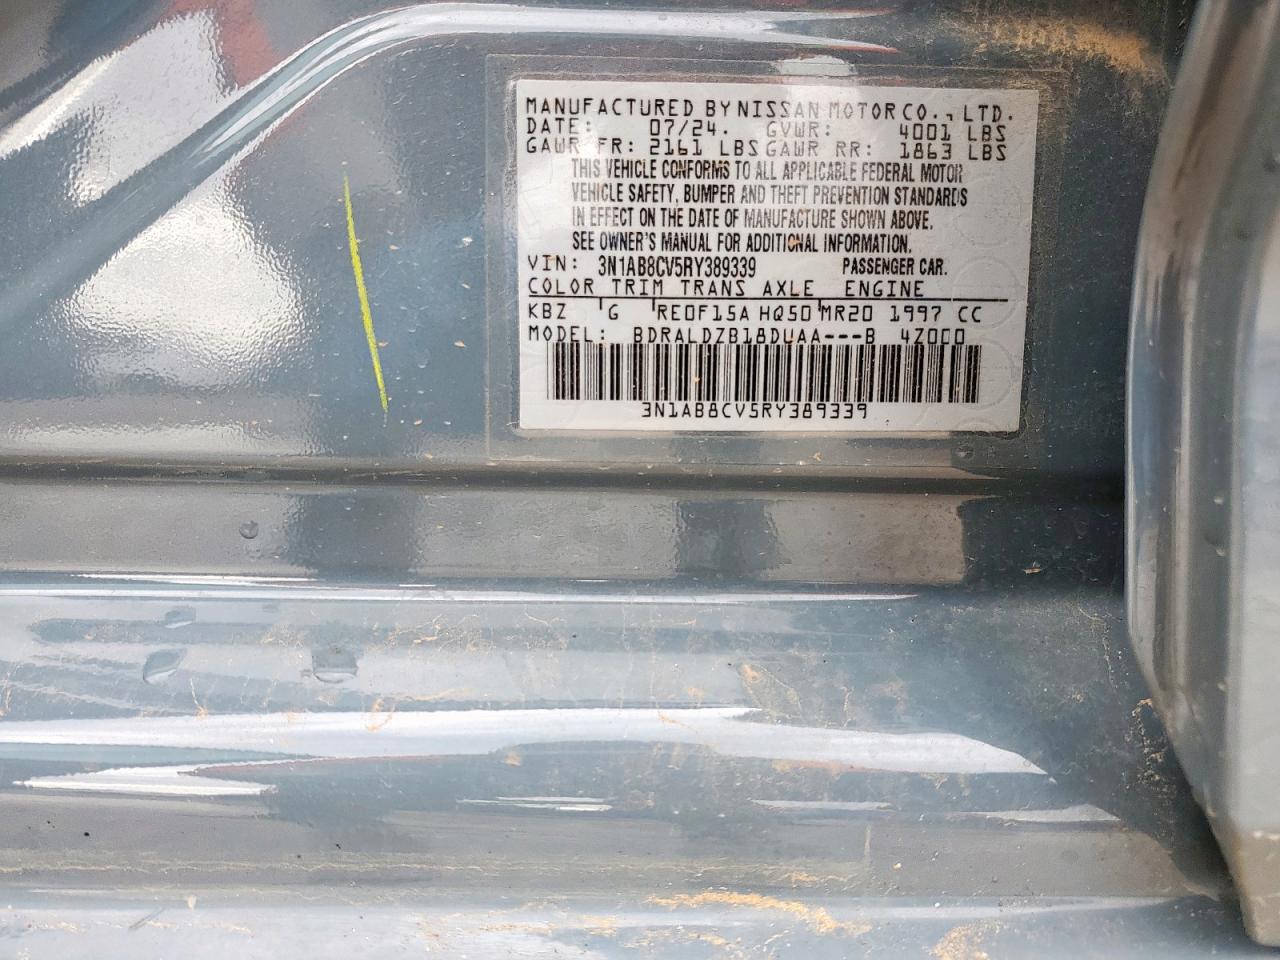 MANUFACTURED BY NISSAN MOTOR CO., LTD.
DATE: 07/24. GVWR: 4001 LBS
GAWR FR: 2161 LBS GAWR RR: 1863 LBS
THIS VEHICLE CONFORMS TO ALL APPLICABLE FEDERAL MOTOR
VEHICLE SAFETY, BUMPER AND THEFT PREVENTION STANDARDS
IN EFFECT ON THE DATE OF MANUFACTURE SHOWN ABOVE.
SEE OWNER'S MANUAL FOR ADDITIONAL INFORMATION.
VIN: 3N1AB8CV5RY389339 PASSENGER CAR.
COLOR TRIM TRANS AXLE ENGINE
KBZ G RE0F15A HQ50 MR20 1997 CC
MODEL: BDRALDZB18DUAA---B
3N1AB8CV5RY389339